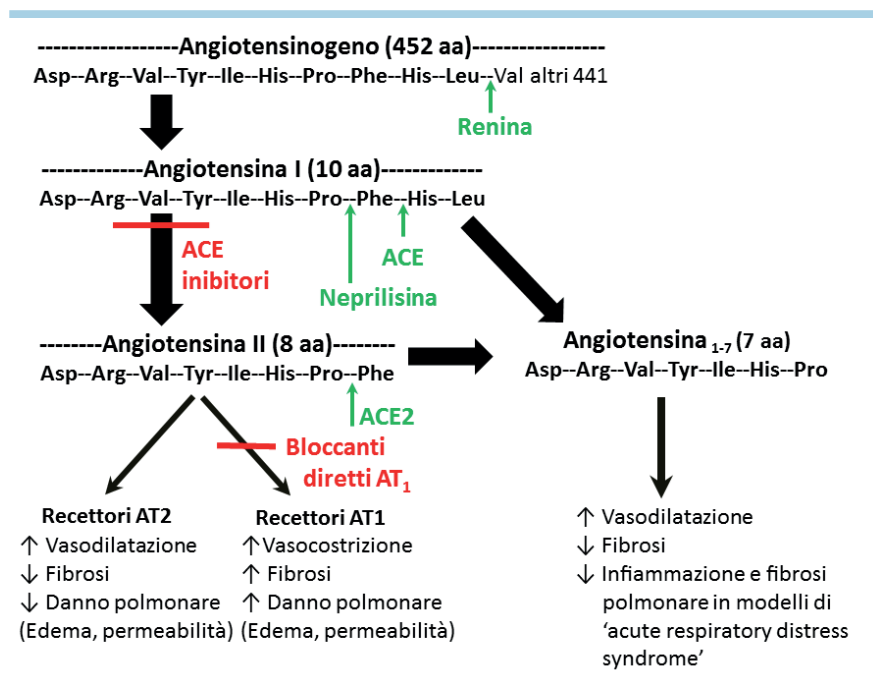 -----------------Angiotensinogeno (452 aa)----------------
Asp--Arg--Val--Tyr--Ile--His--Pro--Phe--His--Leu--Val altri 441
Renina
-------------Angiotensina I (10 aa)-------------
Asp--Arg--Val--Tyr--Ile--His--Pro--Phe--His--Leu
ACE
inibitori
ACE
Neprilisina
--------Angiotensina II (8 aa)--------
Asp--Arg--Val--Tyr--Ile--His--Pro--Phe
Angiotensina 1-7 (7 aa)
Asp--Arg--Val--Tyr--Ile--His--Pro
ACE2
Bloccanti
diretti AT1
Recettori AT2
↑ Vasodilatazione
↓ Fibrosi
↓ Danno polmonare
(Edema, permeabilità)
Recettori AT1
↑Vasocostrizione
↑ Fibrosi
↑ Danno polmonare
(Edema, permeabilità)
↑ Vasodilatazione
↓ Fibrosi
↓ Infiammazione e fibrosi
polmonare in modelli di
‘acute respiratory distress
syndrome’